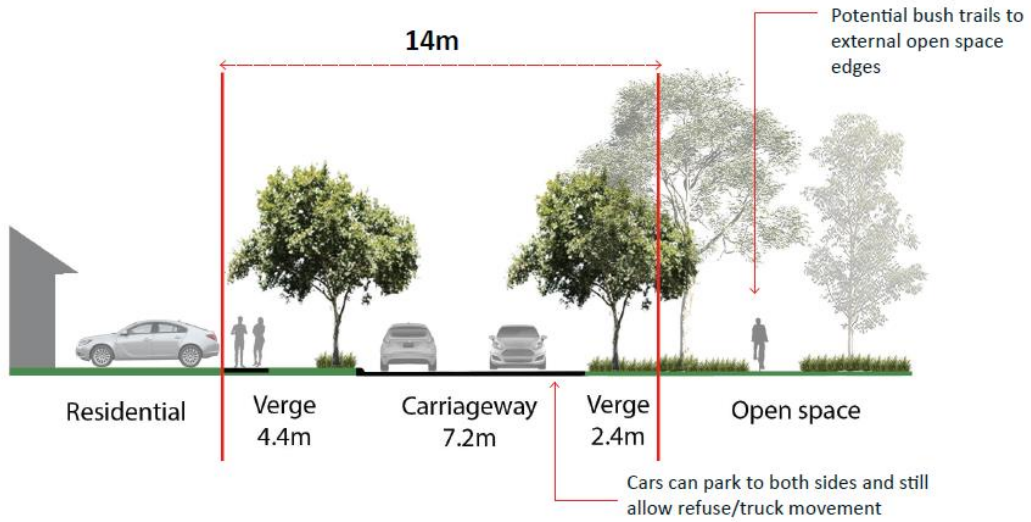 Potential bush trails to
external open space
edges
14m
Residential
Verge
4.4m
Carriageway
7.2m
Verge
2.4m
Open space
Cars can park to both sides and still
allow refuse/truck movement